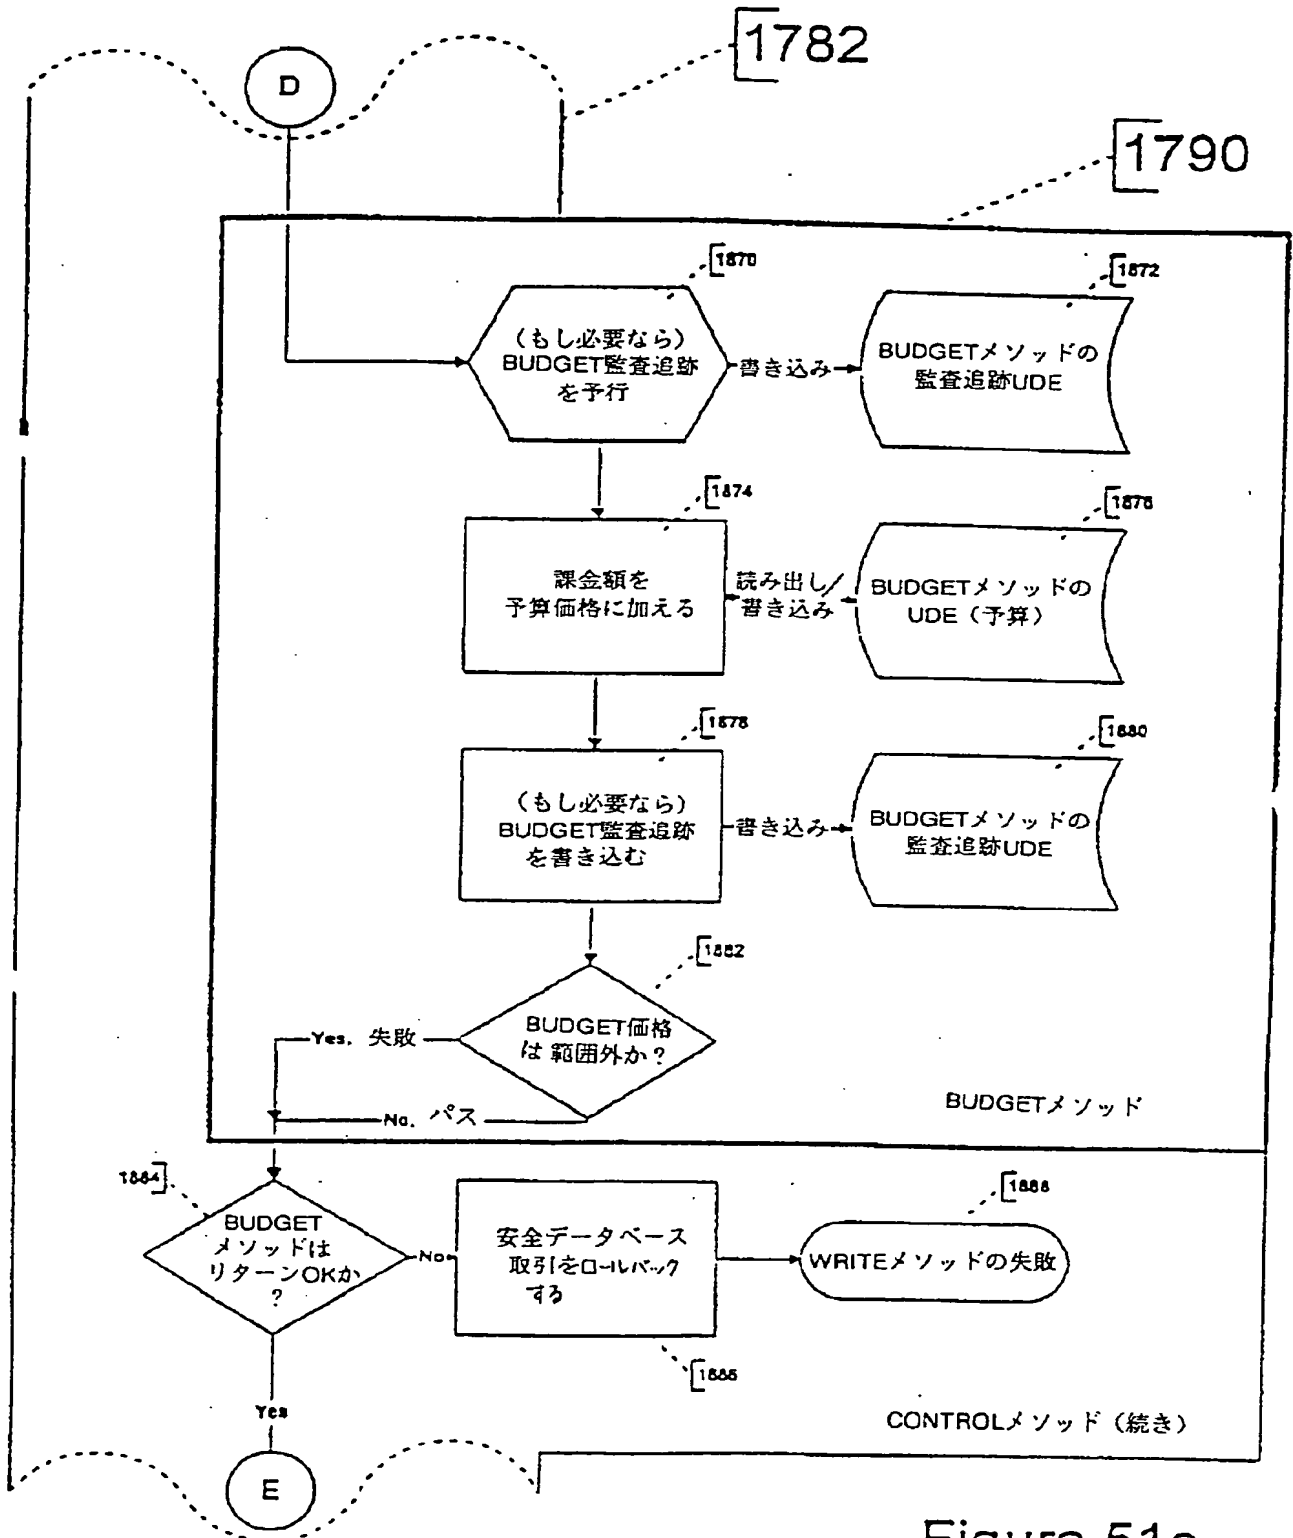 1782
D
1790
1870
1872
（もし必要なら）
BUDGET監査追跡
を予行
書き込み
BUDGETメソッドの
監査追跡UDE
1874
1876
課金額を
予算価格に加える
読み出し／
書き込み
BUDGETメソッドの
UDE（予算）
1878
1880
（もし必要なら）
BUDGET監査追跡
を書き込む
書き込み
BUDGETメソッドの
監査追跡UDE
1882
BUDGET価格
は 範囲外か？
Yes, 失敗
No, パス
BUDGETメソッド
1884
1888
BUDGET
メソッドは
リターンOKか
？
No
安全データベース
取引をロールバック
する
WRITEメソッドの失敗
1886
Yes
CONTROLメソッド（続き）
E